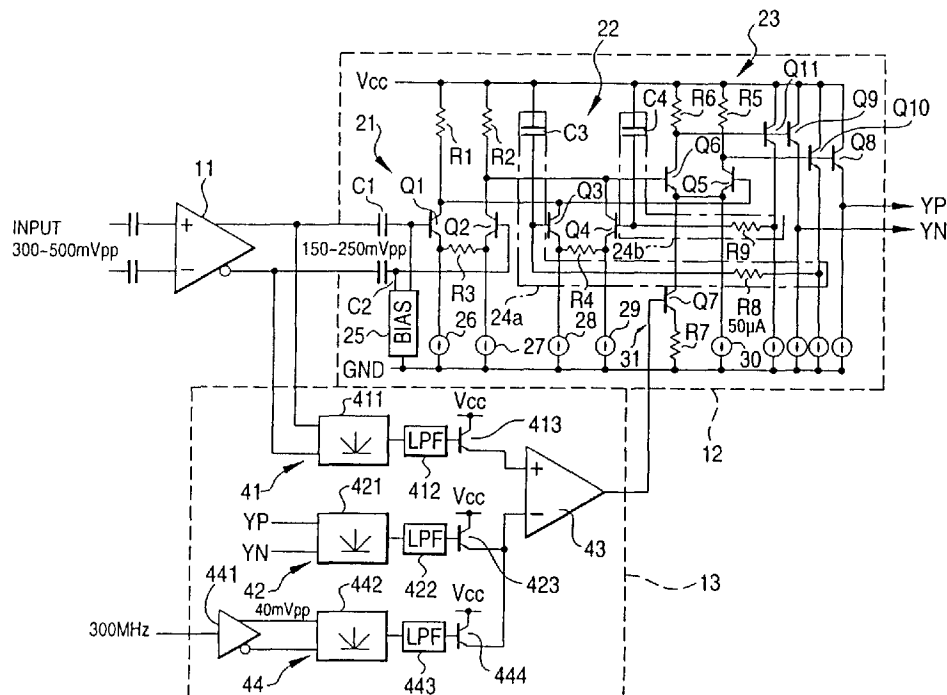 22
23
Vcc
Q11
C3
C4
R6
R5
Q9
Q10
21
R1
R2
Q6
Q8
11
C1
Q1
Q3
Q5
INPUT
300~500mVpp
+
−
150~250mVpp
Q2
Q4
YP
YN
24b
R9
R3
R4
Q7
R8
C2
24a
25
BIAS
26
27
28
29
31
R7
50μA
30
GND
12
411
Vcc
413
LPF
41
412
+
−
43
421
Vcc
YP
YN
LPF
42
422
423
13
441
442
Vcc
40mVpp
300MHz
LPF
44
443
444